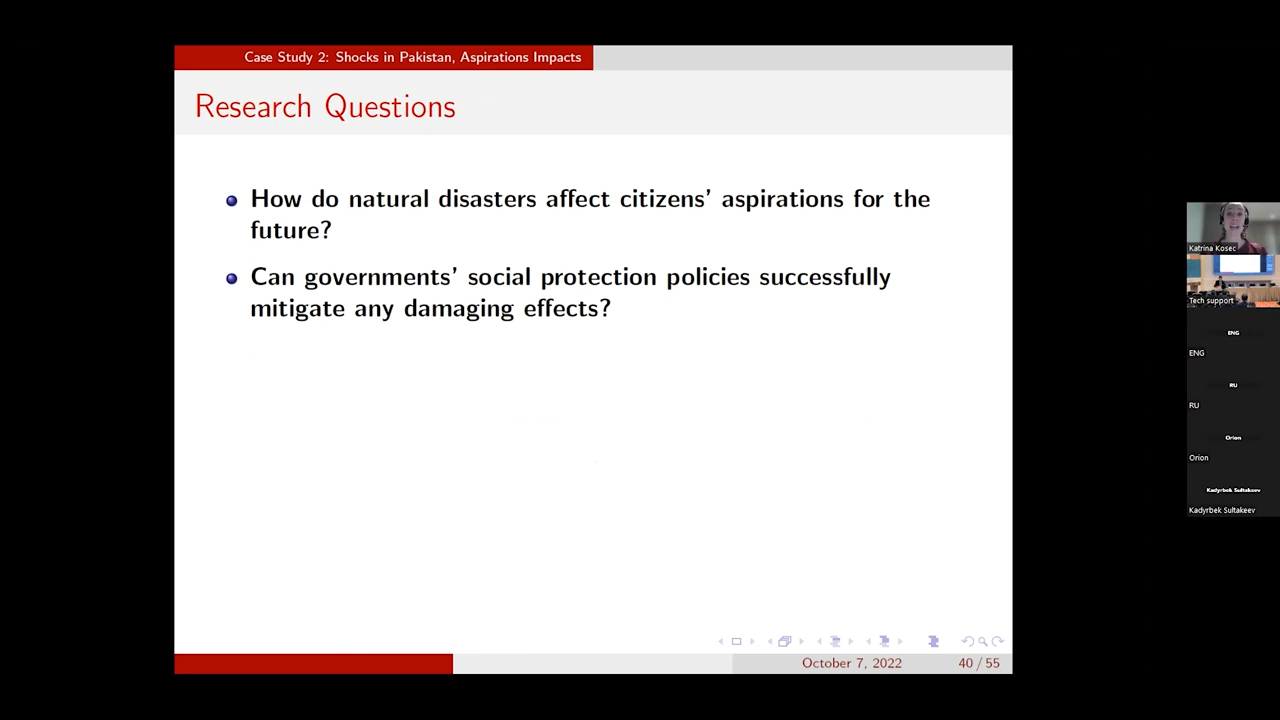 Case Study 2: Shocks in Pakistan, Aspirations Impacts
Research Questions
How do natural disasters affect citizens' aspirations for the
future?
Can governments' social protection policies successfully
mitigate any damaging effects?
October 7, 2022
40 / 55
Katrina Kosec
Tech support
ENG
ENG
RU
RU
Orion
Orion
Kadyrbek Sultakeev
Kadyrbek Sultakeev